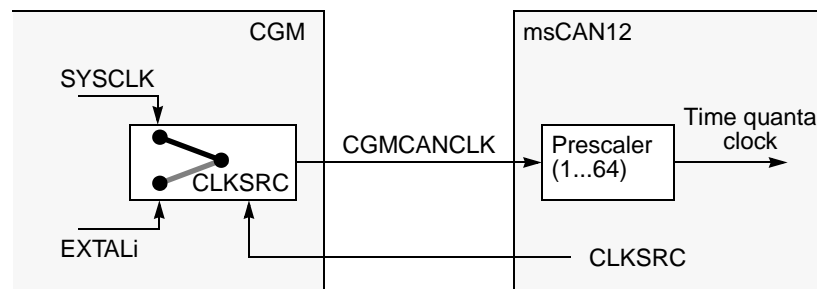 CGM
msCAN12
SYSCLK
Time quanta
clock
CGMCANCLK
Prescaler
(1...64)
CLKSRC
EXTALi
CLKSRC